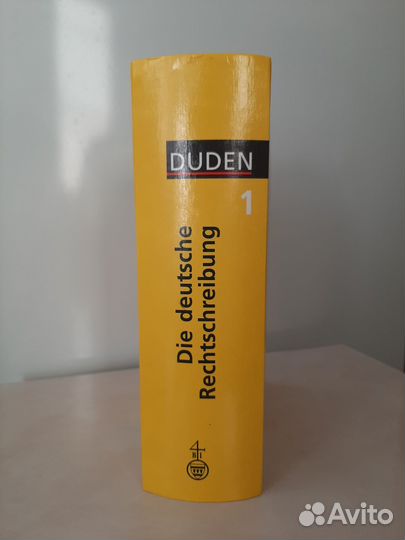 DUDEN
1
Die deutsche
Rechtschreibung
B I
Avito